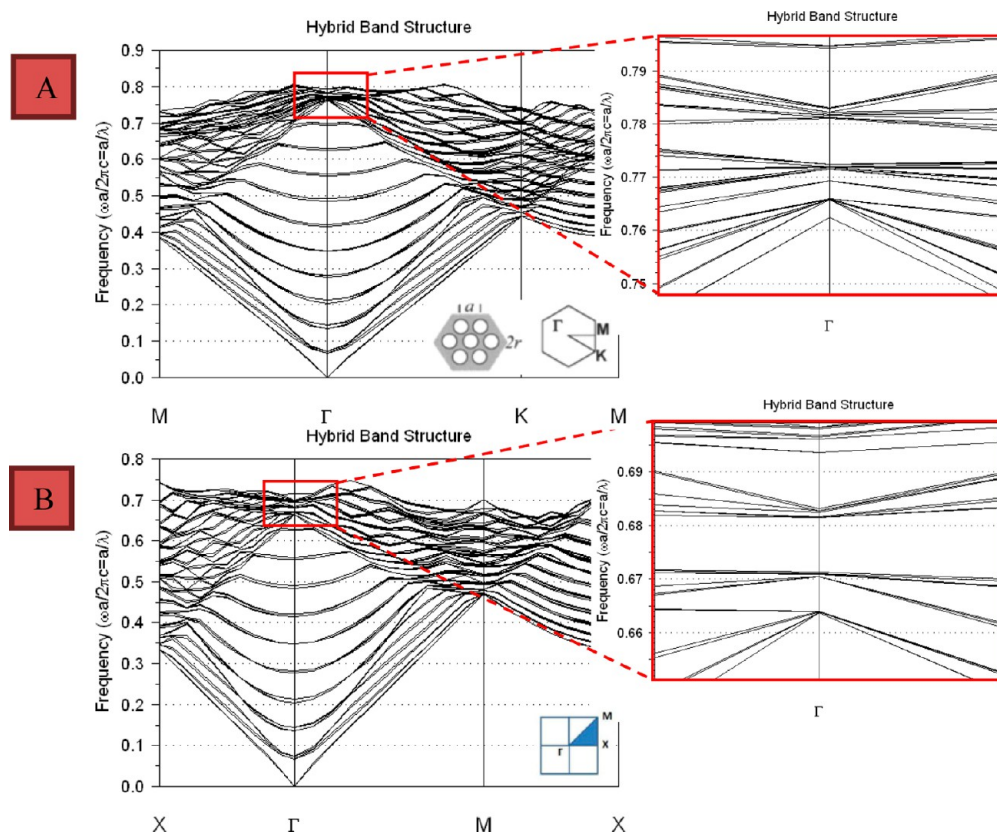 A
Hybrid Band Structure
Frequency (ωa/2πc=a/λ)
0.9
0.8
0.7
0.6
0.5
0.4
0.3
0.2
0.1
0.0
M
Γ
K
M
a
2r
Γ
M
K
Hybrid Band Structure
Frequency (ωa/2πc=a/λ)
0.79
0.78
0.77
0.76
0.75
Γ
B
Hybrid Band Structure
Frequency (ωa/2πc=a/λ)
0.8
0.7
0.6
0.5
0.4
0.3
0.2
0.1
0.0
X
Γ
M
X
M
X
Γ
Hybrid Band Structure
Frequency (ωa/2πc=a/λ)
0.69
0.68
0.67
0.66
Γ